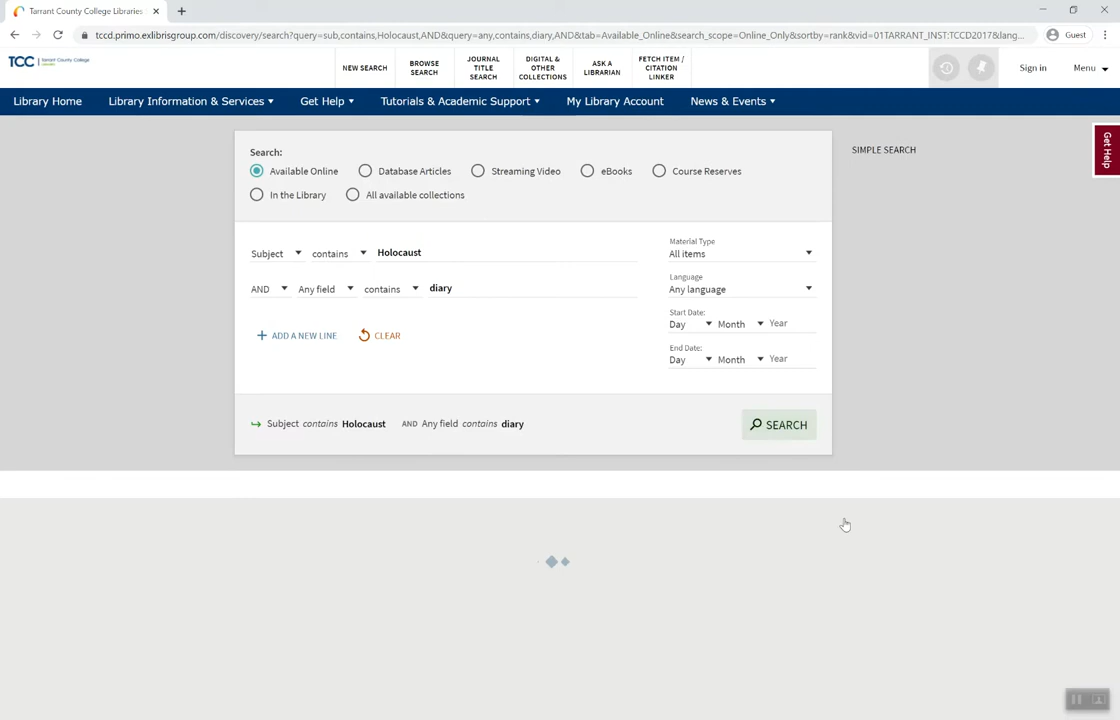 Tarrant County College Libraries
tccd.primo.exlibrisgroup.com/discovery/search?query=sub,contains,Holocaust,AND&query=any,contains,diary,AND&tab=Available_Online&search_scope=Online_Only&sortby=rank&vid=01TARRANT_INST:TCCD2017&lang...
Guest
TCC Tarrant County College
NEW SEARCH
BROWSE SEARCH
JOURNAL TITLE SEARCH
DIGITAL & OTHER COLLECTIONS
ASK A LIBRARIAN
FETCH ITEM / CITATION LINKER
Sign in
Menu
Library Home Library Information & Services Get Help Tutorials & Academic Support My Library Account News & Events
Get Help
Search:
SIMPLE SEARCH
Available Online Database Articles Streaming Video eBooks Course Reserves
In the Library All available collections
Subject contains Holocaust
AND Any field contains diary
ADD A NEW LINE CLEAR
Material Type
All items
Language
Any language
Start Date:
Day Month Year
End Date:
Day Month Year
Subject contains Holocaust AND Any field contains diary
SEARCH